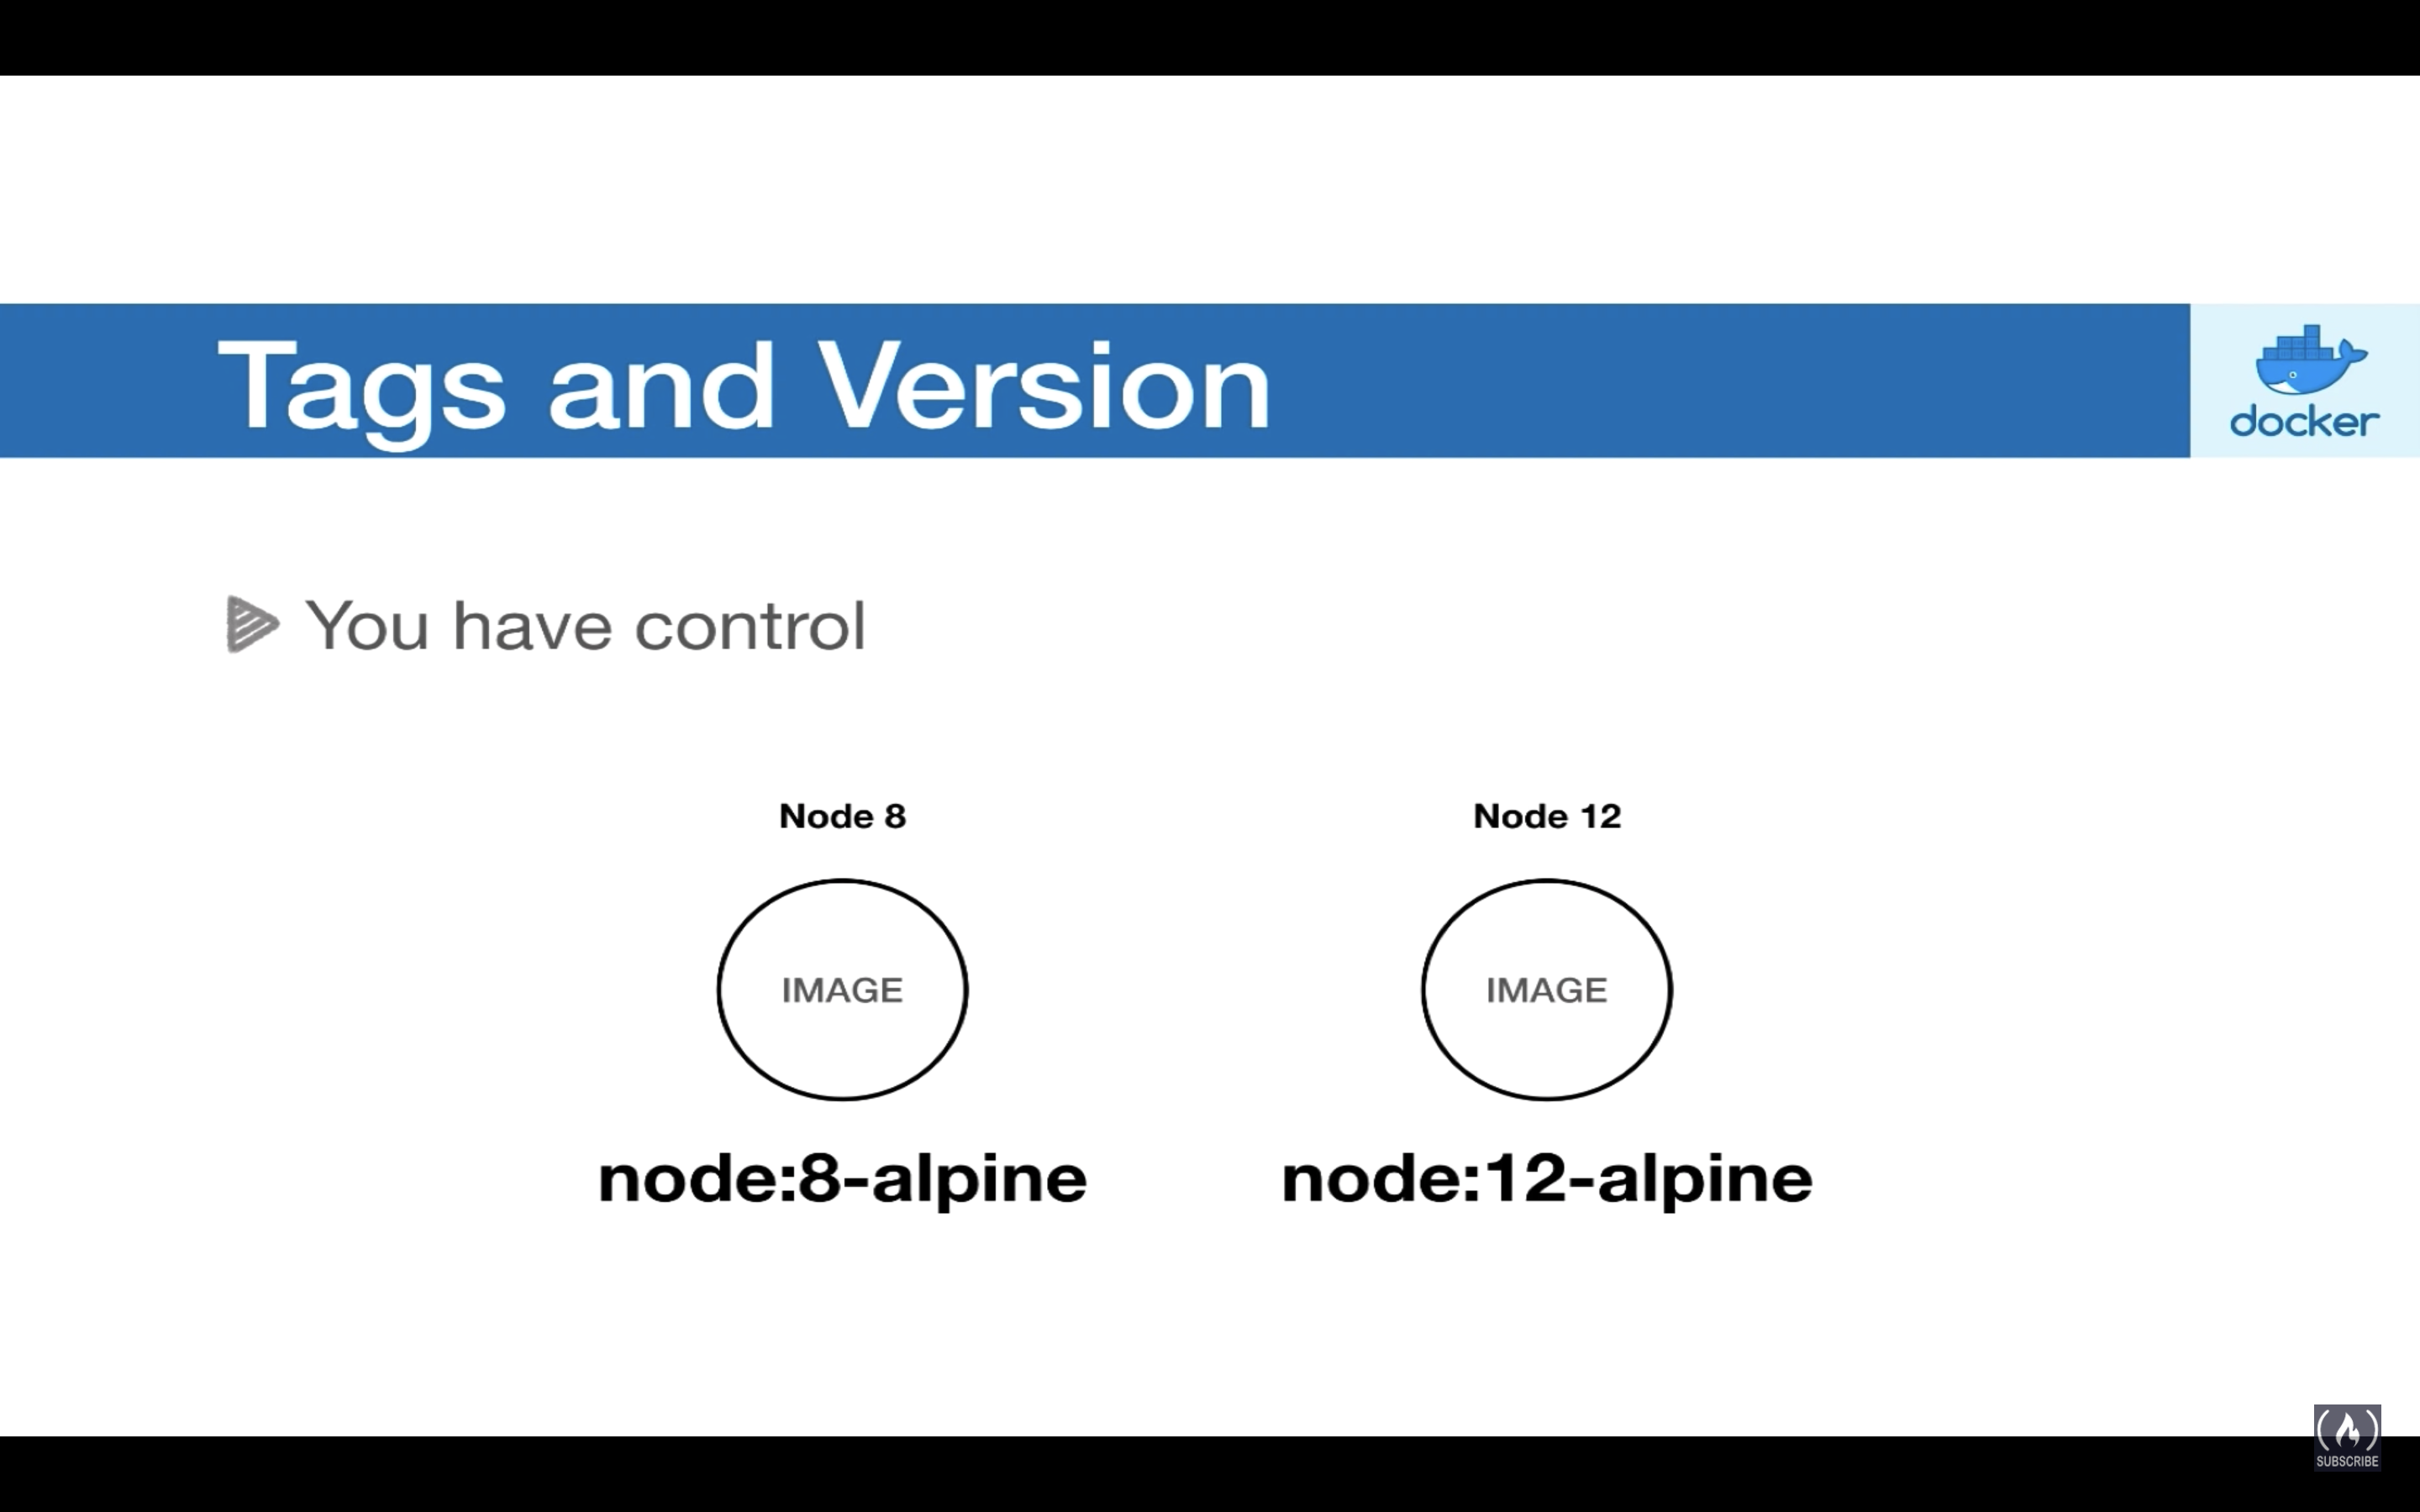 Tags and Version
docker
You have control
Node 8
Node 12
IMAGE
IMAGE
node:8-alpine
node:12-alpine
SUBSCRIBE